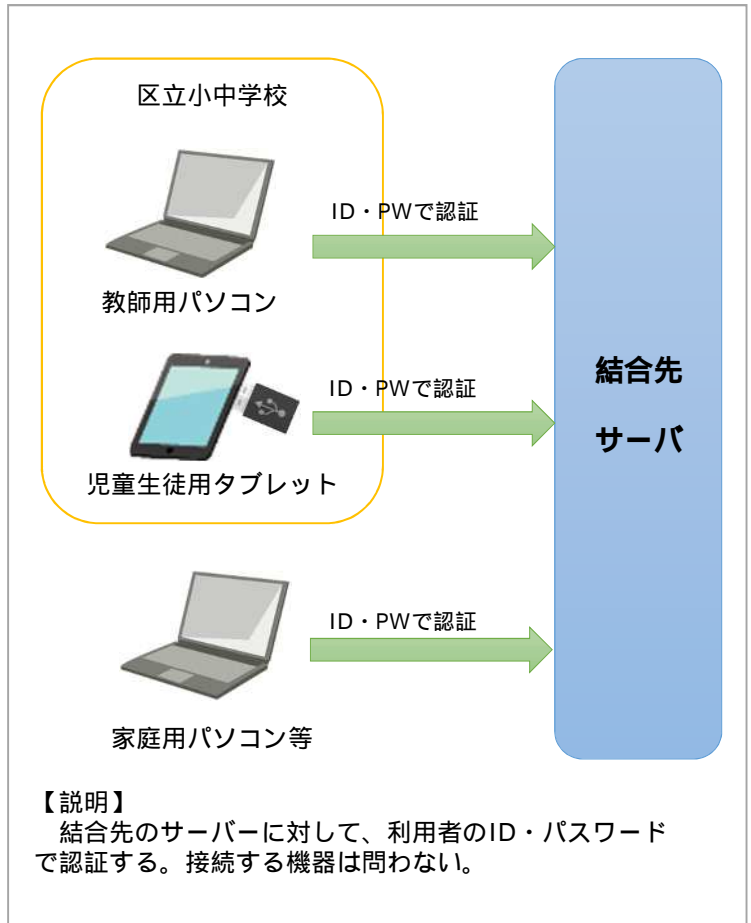 区立小中学校
ID・PWで認証
教師用パソコン
ID・PWで認証
児童生徒用タブレット
結合先
サーバ
ID・PWで認証
家庭用パソコン等
【説明】
　結合先のサーバーに対して、利用者のID・パスワード
で認証する。接続する機器は問わない。